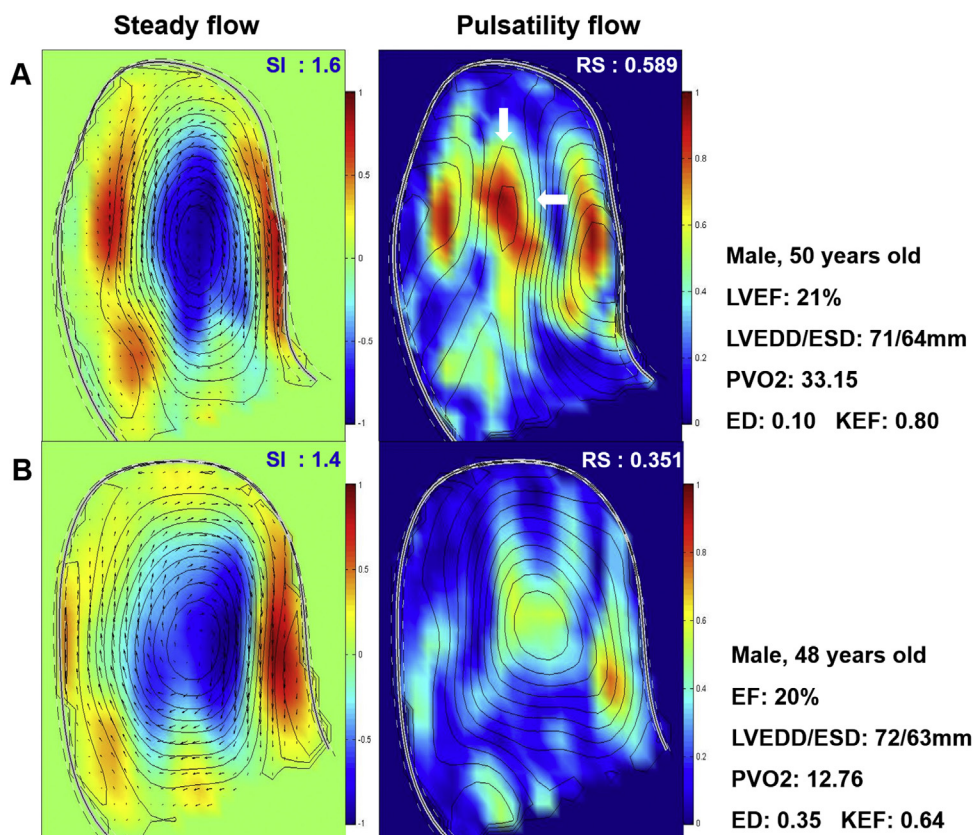 Steady flow
Pulsatility flow
A
SI : 1.6
RS : 0.589
1
0.5
0
-0.5
-1
1
0.8
0.6
0.4
0.2
0
Male, 50 years old
LVEF: 21%
LVEDD/ESD: 71/64mm
PVO2: 33.15
ED: 0.10 KEF: 0.80
B
SI : 1.4
RS : 0.351
1
0.5
0
-0.5
-1
1
0.8
0.6
0.4
0.2
0
Male, 48 years old
EF: 20%
LVEDD/ESD: 72/63mm
PVO2: 12.76
ED: 0.35 KEF: 0.64